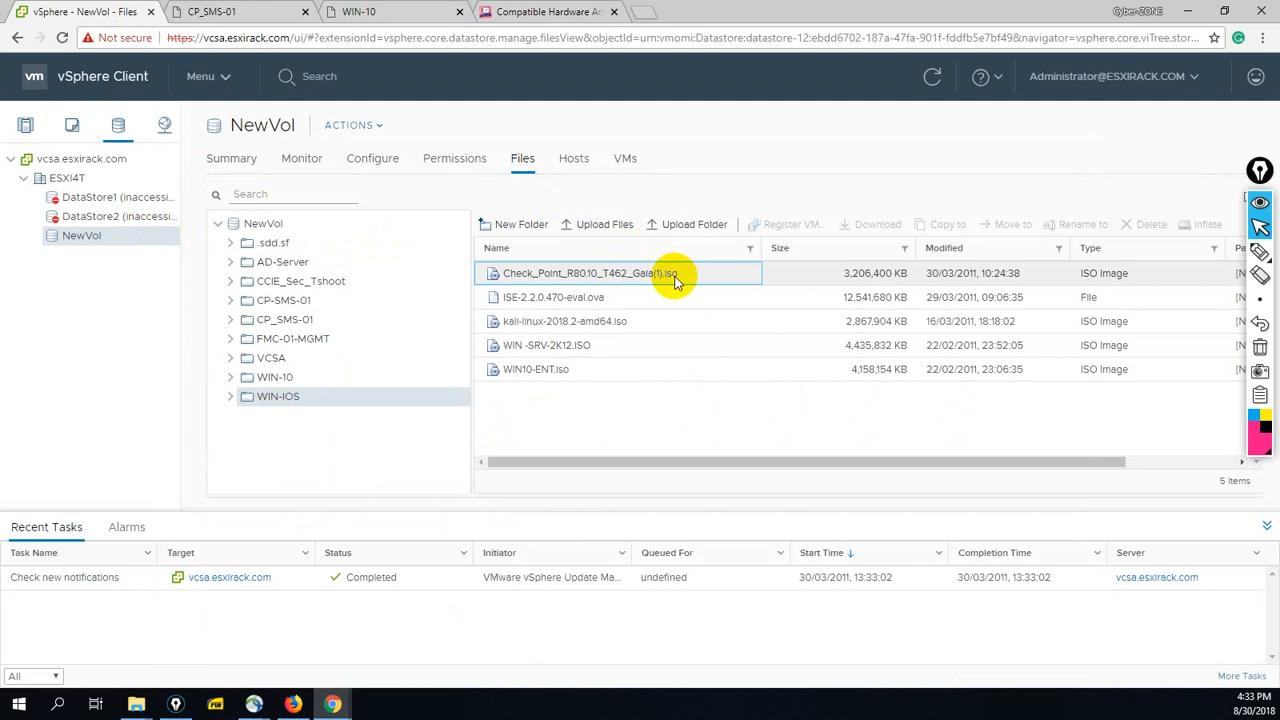 vSphere - NewVol - Files
CP_SMS-01
WIN-10
Compatible Hardware Ar
Cyber-ZONE
Not secure
https://vcsa.esxirack.com/ui/#?extensionId=vsphere.core.datastore.manage.filesView&objectId=urn:vmomi:Datastore:datastore-12:ebdd6702-187a-47fa-901f-fddfb5e7bf49&navigator=vsphere.core.viTree.stor...
vm vSphere Client
Menu
Search
Administrator@ESXIRACK.COM
NewVol
ACTIONS
Summary
Monitor
Configure
Permissions
Files
Hosts
VMs
vcsa.esxirack.com
ESXI4T
DataStore1 (inaccessi...
DataStore2 (inaccessi...
NewVol
Search
NewVol
.sdd.sf
AD-Server
CCIE_Sec_Tshoot
CP-SMS-01
CP_SMS-01
FMC-01-MGMT
VCSA
WIN-10
WIN-IOS
New Folder
Upload Files
Upload Folder
Register VM...
Download
Copy to
Move to
Rename to
Delete
Inflate
Name Size Modified Type Pa
Check_Point_R80.10_T462_Gaia(1).iso 3,206,400 KB 30/03/2011, 10:24:38 ISO Image [N
ISE-2.2.0.470-eval.ova 12,541,680 KB 29/03/2011, 09:06:35 File [N
kali-linux-2018.2-amd64.iso 2,867,904 KB 16/03/2011, 18:18:02 ISO Image [N
WIN -SRV-2K12.ISO 4,435,832 KB 22/02/2011, 23:52:05 ISO Image [N
WIN10-ENT.iso 4,158,154 KB 22/02/2011, 23:06:35 ISO Image [N
5 items
Recent Tasks
Alarms
Task Name Target Status Initiator Queued For Start Time Completion Time Server
Check new notifications vcsa.esxirack.com Completed VMware vSphere Update Ma... undefined 30/03/2011, 13:33:02 30/03/2011, 13:33:02 vcsa.esxirack.com
All
More Tasks
4:33 PM
8/30/2018